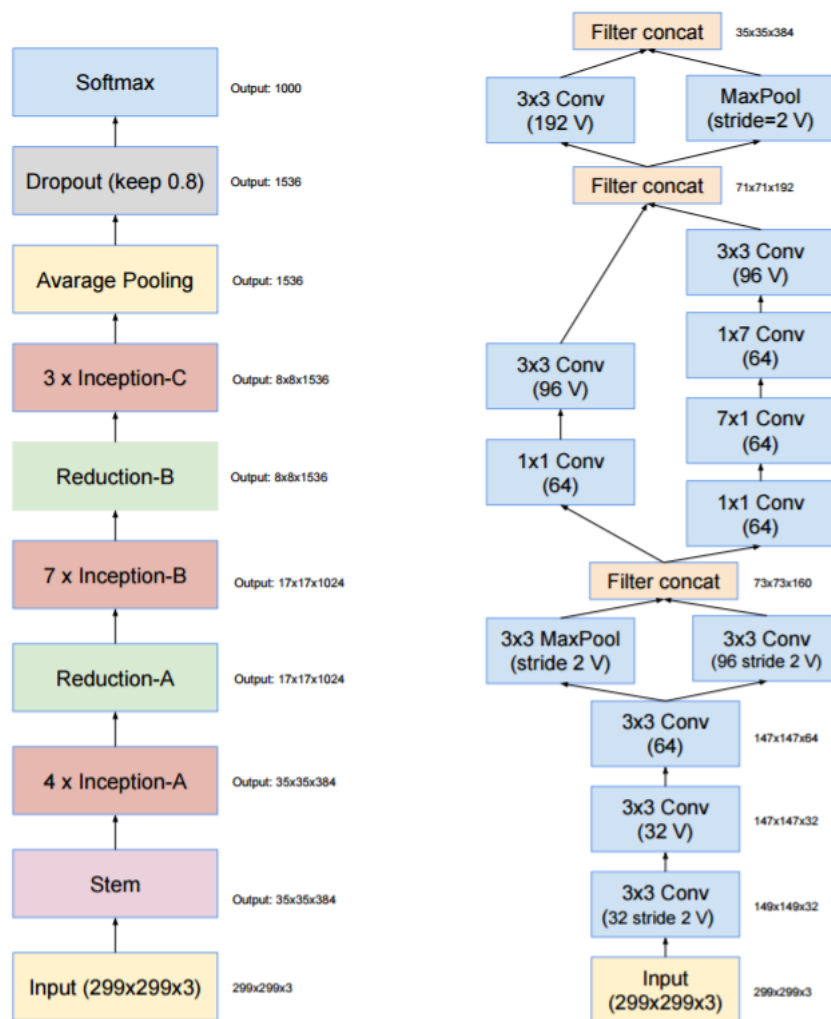 Softmax
Output: 1000
Dropout (keep 0.8)
Output: 1536
Avarage Pooling
Output: 1536
3 x Inception-C
Output: 8x8x1536
Reduction-B
Output: 8x8x1536
7 x Inception-B
Output: 17x17x1024
Reduction-A
Output: 17x17x1024
4 x Inception-A
Output: 35x35x384
Stem
Output: 35x35x384
Input (299x299x3)
299x299x3
Filter concat
35x35x384
3x3 Conv
(192 V)
MaxPool
(stride=2 V)
Filter concat
71x71x192
3x3 Conv
(96 V)
1x7 Conv
(64)
3x3 Conv
(96 V)
7x1 Conv
(64)
1x1 Conv
(64)
1x1 Conv
(64)
Filter concat
73x73x160
3x3 MaxPool
(stride 2 V)
3x3 Conv
(96 stride 2 V)
3x3 Conv
(64)
147x147x64
3x3 Conv
(32 V)
147x147x32
3x3 Conv
(32 stride 2 V)
149x149x32
Input
(299x299x3)
299x299x3